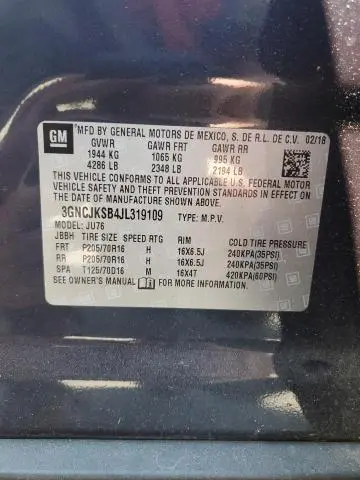 GM
MFD BY GENERAL MOTORS DE MEXICO, S. DE R.L. DE C.V. 02/18
GVWR GAWR FRT GAWR RR
1944 KG 1065 KG 995 KG
4286 LB 2348 LB 2194 LB
THIS VEHICLE CONFORMS TO ALL APPLICABLE U.S. FEDERAL MOTOR
VEHICLE SAFETY AND THEFT PREVENTION STANDARDS IN EFFECT ON
THE DATE OF MANUFACTURE SHOWN ABOVE.
3GNCJKSB4JL319109 TYPE: M.P.V.
MODEL: JU76
JBBH TIRE SIZE SPEED RTG RIM COLD TIRE PRESSURE
FRT P205/70R16 H 16X6.5J 240KPA(35PSI)
RR P205/70R16 H 16X6.5J 240KPA(35PSI)
SPA T125/70D16 M 16X4T 420KPA(60PSI)
SEE OWNER'S MANUAL FOR MORE INFORMATION.